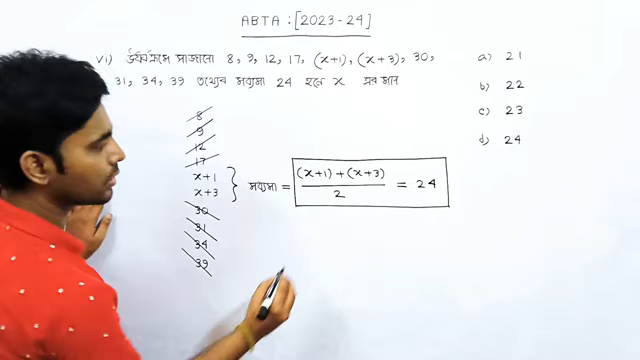 ABTA : [2023-24]
vi) ঊর্ধ্বক্রমে সাজানো 8, 9, 12, 17, (x+1), (x+3), 30,
31, 34, 39 তথ্যের মধ্যমা 24 হলে x এর মান
a) 21
b) 22
c) 23
d) 24
8
9
12
17
x+1
x+3
30
31
34
39
মধ্যমা = (x+1)+(x+3) / 2 = 24